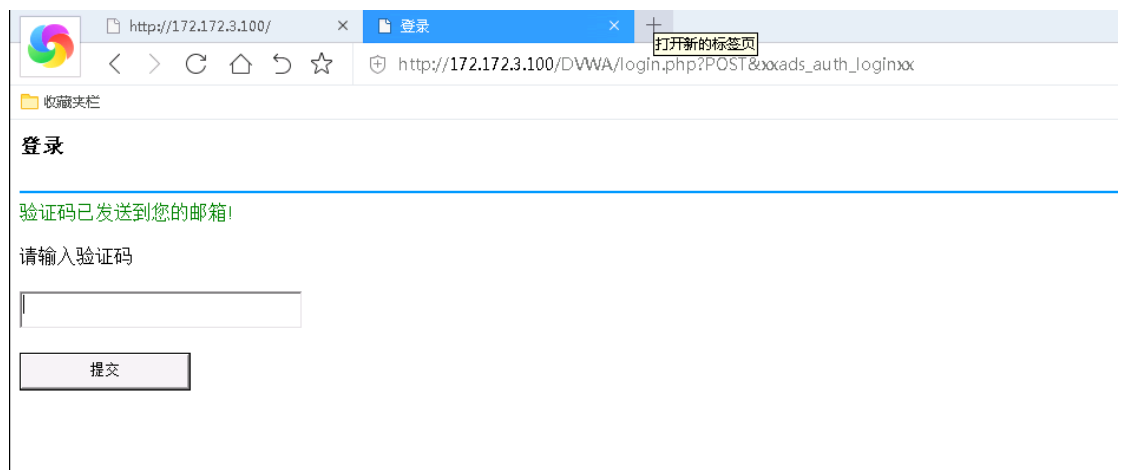 http://172.172.3.100/
登录
打开新的标签页
http://172.172.3.100/DVWA/login.php?POST&xxads_auth_loginxx
收藏夹栏
登录
验证码已发送到您的邮箱!
请输入验证码
提交